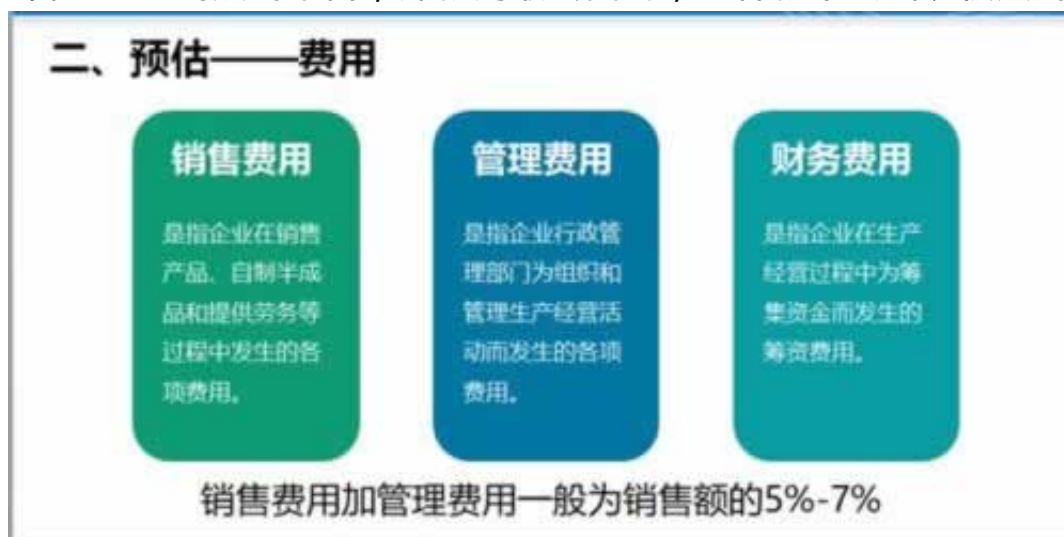 二、预估——费用
销售费用
是指企业在销售
产品、自制半成
品和提供劳务等
过程中发生的各
项费用。
管理费用
是指企业行政管
理部门为组织和
管理生产经营活
动而发生的各项
费用。
财务费用
是指企业在生产
经营过程中为筹
集资金而发生的
筹资费用。
销售费用加管理费用一般为销售额的5%-7%